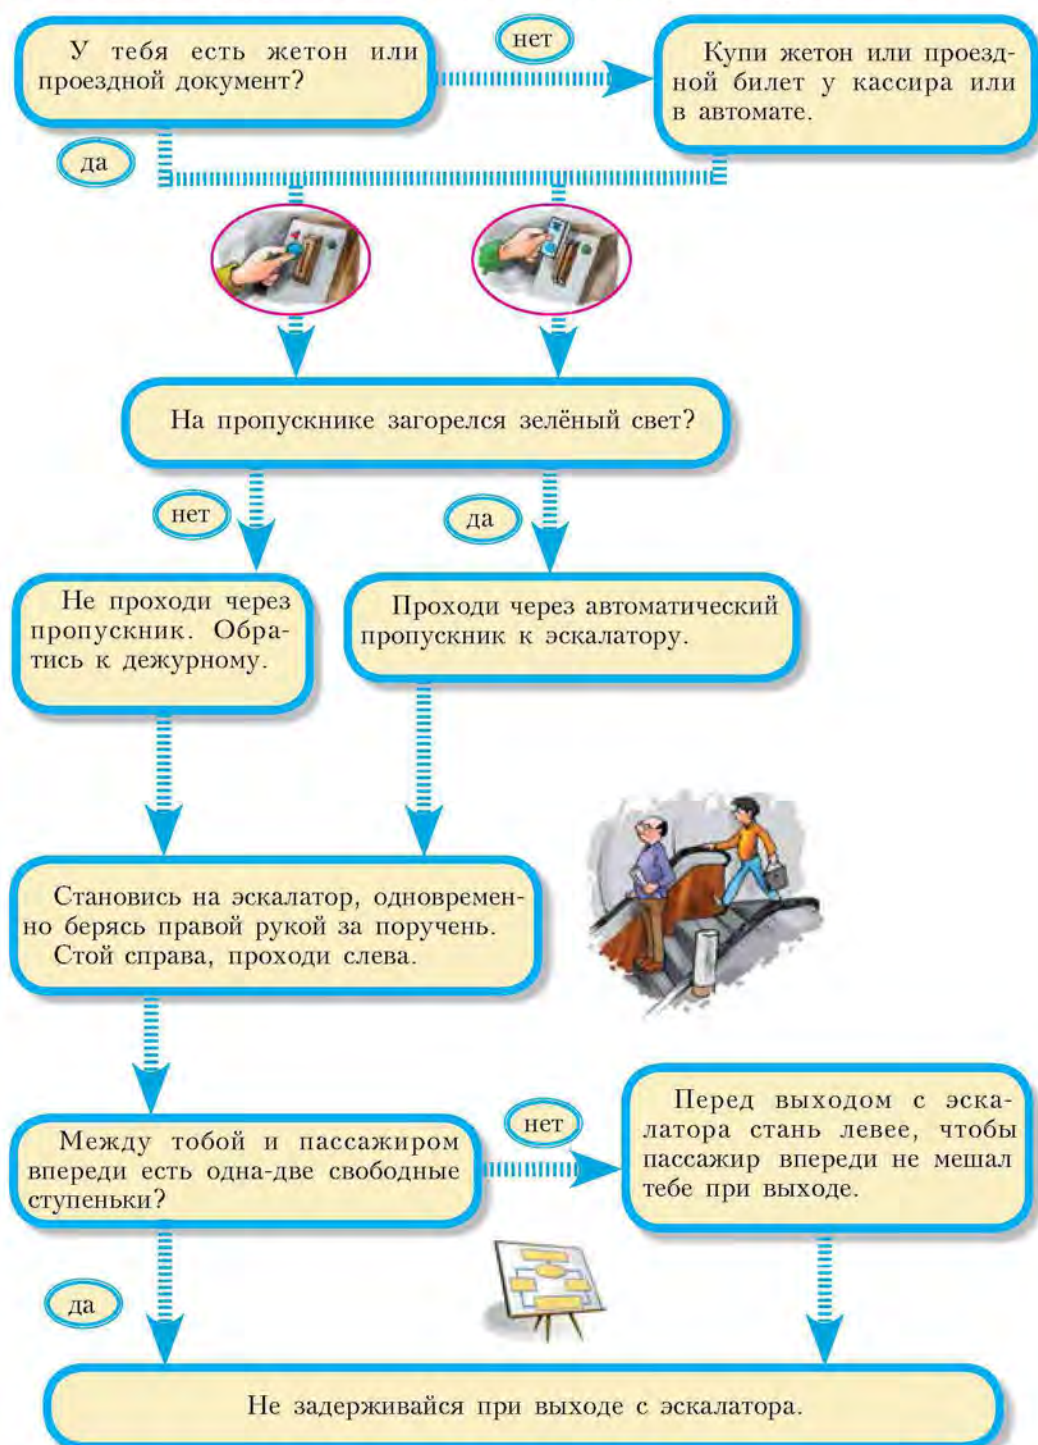 У тебя есть жетон или
проездной документ?
нет
Купи жетон или проезд-
ной билет у кассира или
в автомате.
да
На пропускнике загорелся зелёный свет?
нет
да
Не проходи через
пропускник. Обра-
тись к дежурному.
Проходи через автоматический
пропускник к эскалатору.
Становись на эскалатор, одновремен-
но берясь правой рукой за поручень.
Стой справа, проходи слева.
Между тобой и пассажиром
впереди есть одна-две свободные
ступеньки?
нет
Перед выходом с эска-
латора стань левее, чтобы
пассажир впереди не мешал
тебе при выходе.
да
Не задерживайся при выходе с эскалатора.